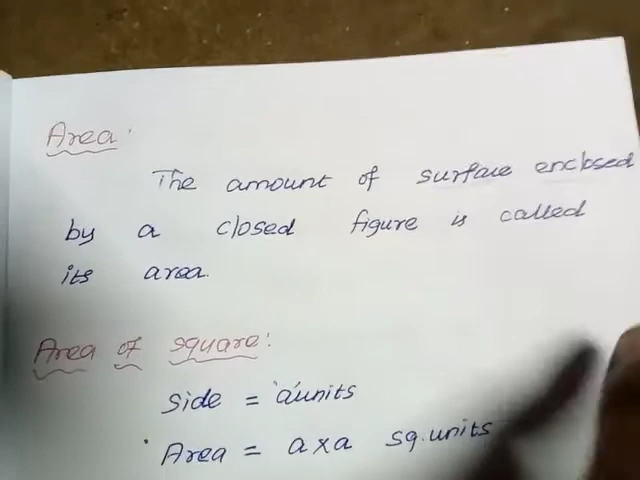 Area:
The amount of surface enclosed
by a closed figure is called
its area.
Area of square:
Side = 'a'units
Area = a×a sq.units